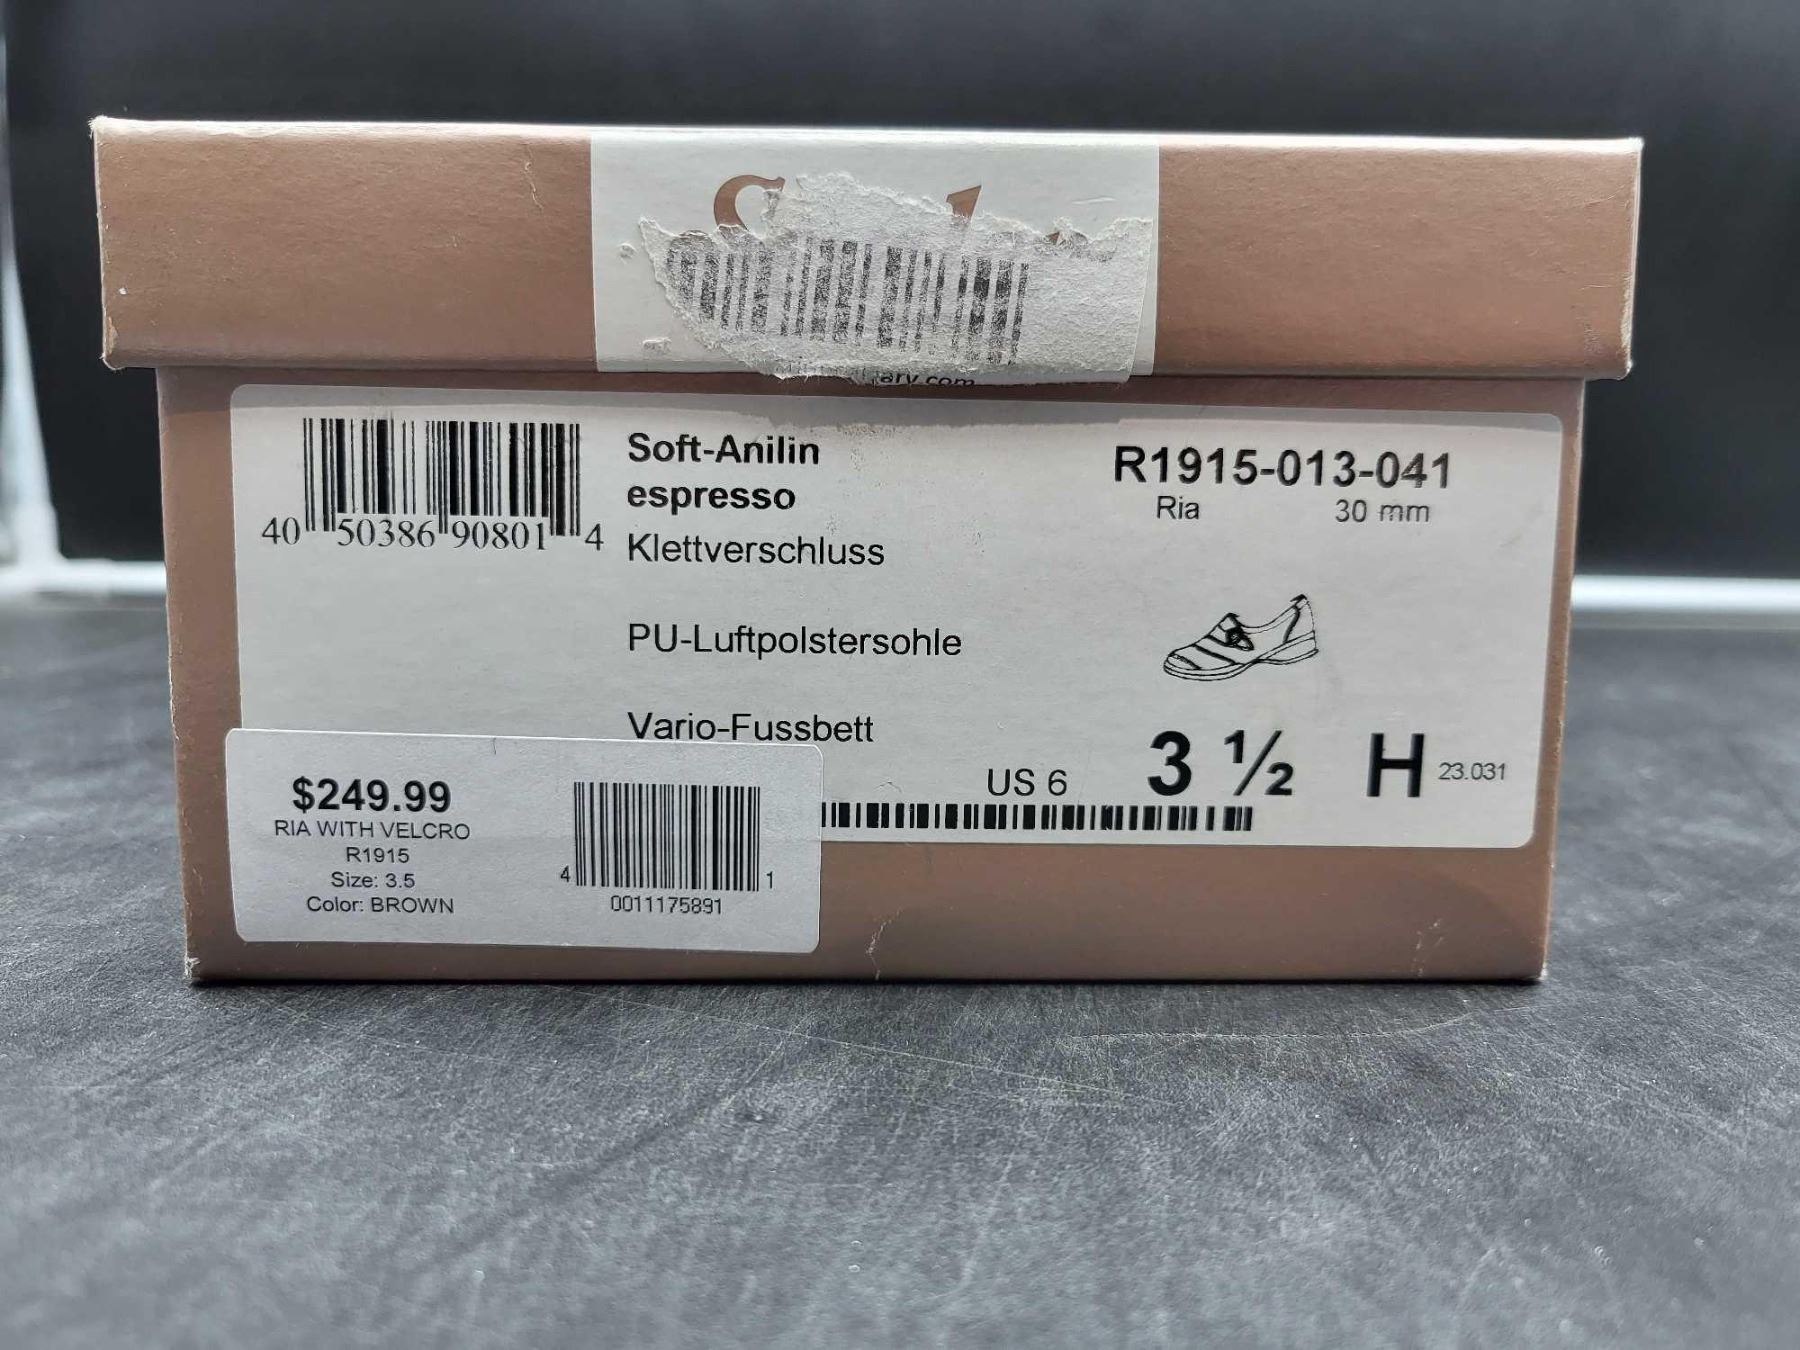 Soft-Anilin
espresso
Klettverschluss
PU-Luftpolstersohle
Vario-Fussbett
R1915-013-041
Ria 30 mm
40 50386 90801 4
US 6 3 ½ H 23.031
$249.99
RIA WITH VELCRO
R1915
Size: 3.5
Color: BROWN
4 1
0011175891